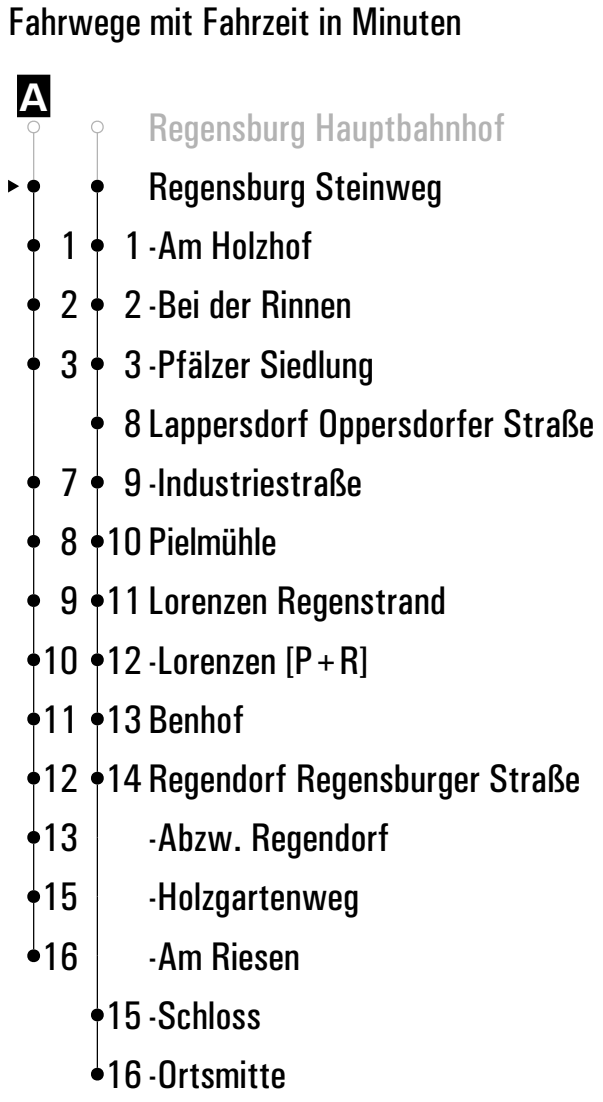 Fahrwege mit Fahrzeit in Minuten
A
Regensburg Hauptbahnhof
Regensburg Steinweg
1 1 -Am Holzhof
2 2 -Bei der Rinnen
3 3 -Pfälzer Siedlung
8 Lappersdorf Oppersdorfer Straße
7 9 -Industriestraße
8 10 Pielmühle
9 11 Lorenzen Regenstrand
10 12 -Lorenzen [P+R]
11 13 Benhof
12 14 Regendorf Regensburger Straße
13 -Abzw. Regendorf
15 -Holzgartenweg
16 -Am Riesen
15 -Schloss
16 -Ortsmitte